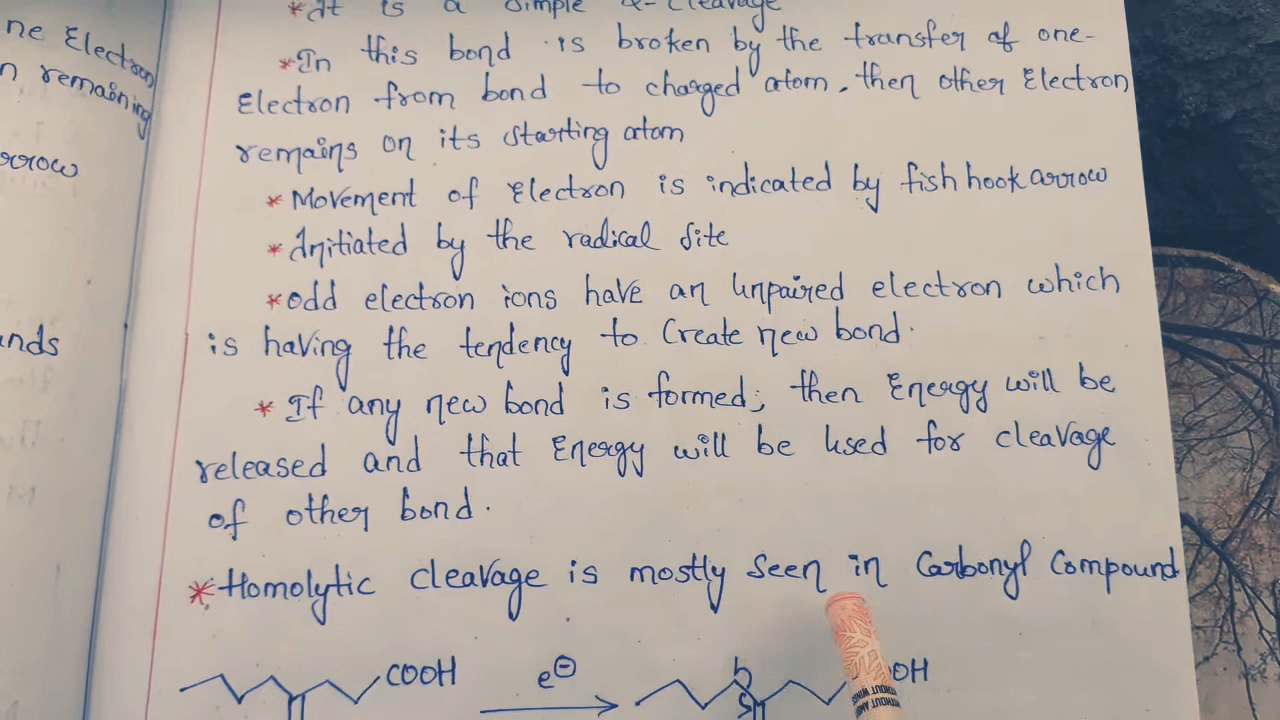 ne Electron
n remaining
rrow
nds
*It is a simple α-cleavage
*In this bond is broken by the transfer of one-
Electron from bond to charged atom, then other Electron
remains on its starting atom
* Movement of Electron is indicated by fish hook arrow
* Initiated by the radical site
*odd electron ions have an unpaired electron which
is having the tendency to Create new bond.
* If any new bond is formed; then Energy will be
released and that Energy will be used for cleavage
of other bond.
*Homolytic cleavage is mostly seen in Carbonyl Compound
COOH e⊖ OH